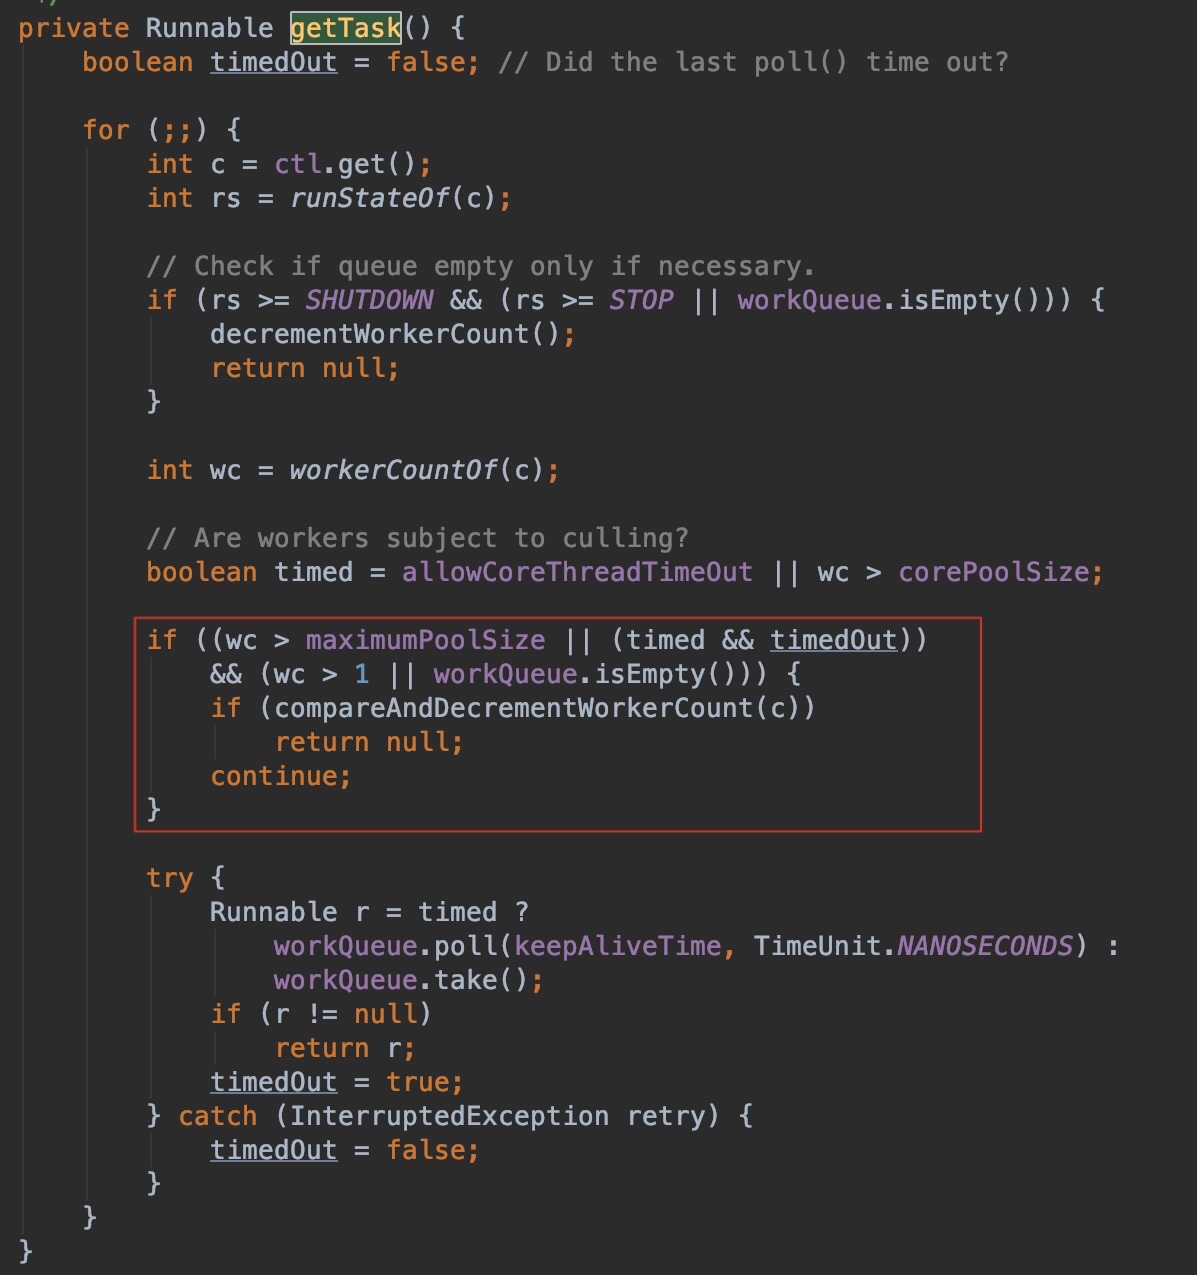 */
private Runnable getTask() {
    boolean timedOut = false; // Did the last poll() time out?

    for (;;) {
        int c = ctl.get();
        int rs = runStateOf(c);

        // Check if queue empty only if necessary.
        if (rs >= SHUTDOWN && (rs >= STOP || workQueue.isEmpty())) {
            decrementWorkerCount();
            return null;
        }

        int wc = workerCountOf(c);

        // Are workers subject to culling?
        boolean timed = allowCoreThreadTimeOut || wc > corePoolSize;

        if ((wc > maximumPoolSize || (timed && timedOut))
            && (wc > 1 || workQueue.isEmpty())) {
            if (compareAndDecrementWorkerCount(c))
                return null;
            continue;
        }

        try {
            Runnable r = timed ?
                workQueue.poll(keepAliveTime, TimeUnit.NANOSECONDS) :
                workQueue.take();
            if (r != null)
                return r;
            timedOut = true;
        } catch (InterruptedException retry) {
            timedOut = false;
        }
    }
}